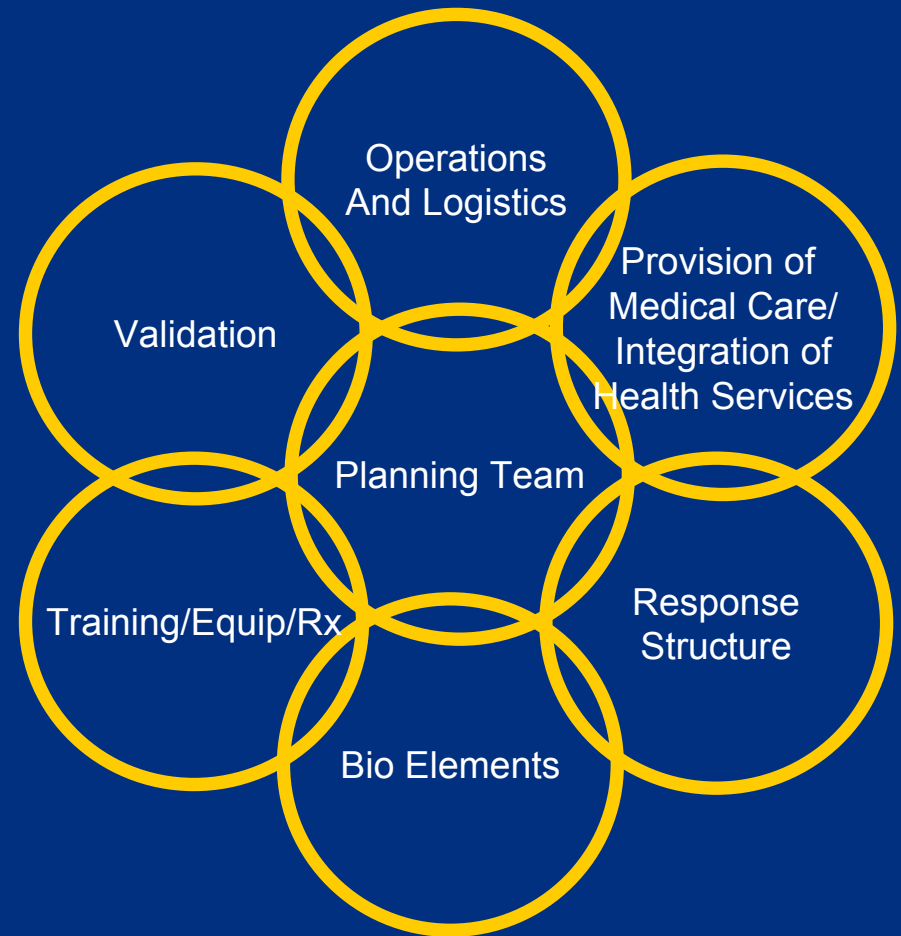 Operations
And Logistics
Provision of
Medical Care/
Integration of
Health Services
Validation
Planning Team
Training/Equip/Rx
Response
Structure
Bio Elements